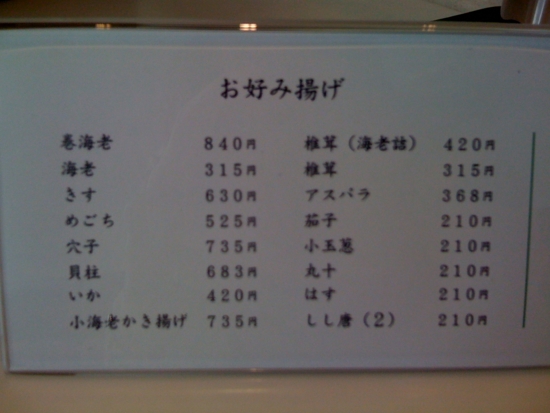 お好み揚げ
巻海老 840円
海老 315円
きす 630円
めごち 525円
穴子 735円
貝柱 683円
いか 420円
小海老かき揚げ 735円
椎茸（海老詰） 420円
椎茸 315円
アスパラ 368円
茄子 210円
小玉葱 210円
丸十 210円
はす 210円
しし唐（2） 210円